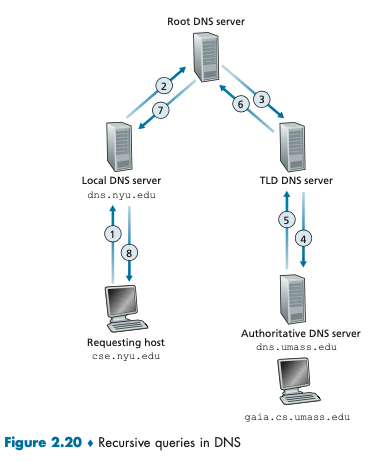 Root DNS server
2
7
6
3
Local DNS server
dns.nyu.edu
TLD DNS server
1
8
5
4
Requesting host
cse.nyu.edu
Authoritative DNS server
dns.umass.edu
gaia.cs.umass.edu
Figure 2.20 ♦ Recursive queries in DNS